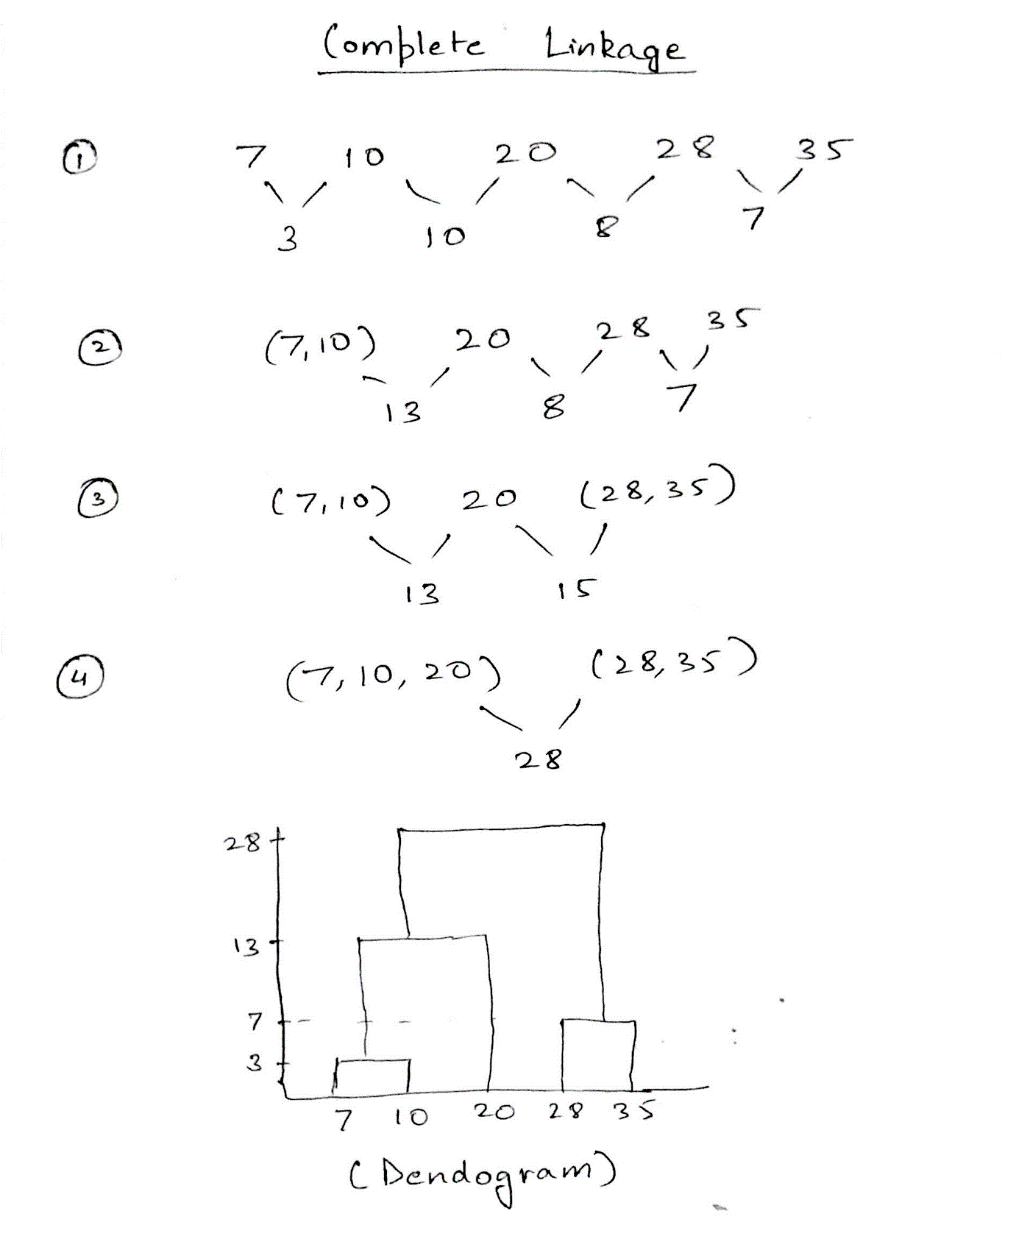 Complete Linkage
① 7 10 20 28 35
3 10 8 7
② (7,10) 20 28 35
13 8 7
③ (7,10) 20 (28,35)
13 15
④ (7,10,20) (28,35)
28
28
13
7
3
7 10 20 28 35
(Dendogram)